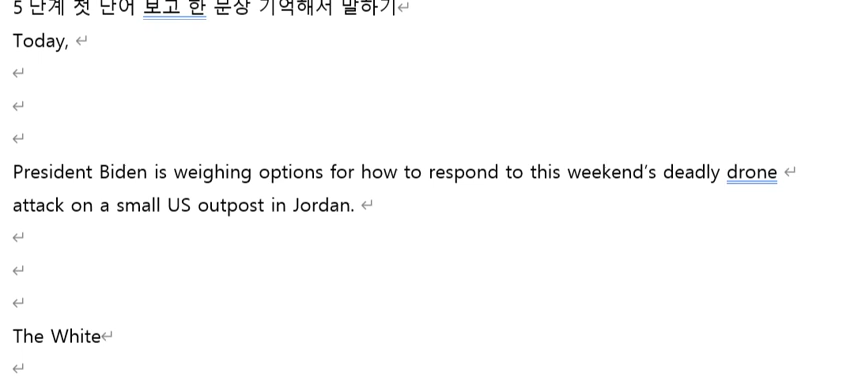 5 단계 첫 단어 보고 한 문장 기억해서 말하기
Today,
President Biden is weighing options for how to respond to this weekend’s deadly drone
attack on a small US outpost in Jordan.
The White